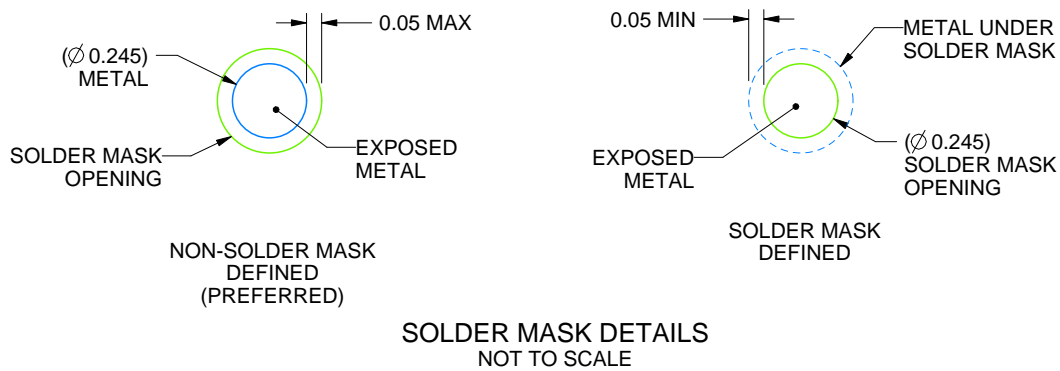 0.05 MAX
(Ø 0.245)
METAL
SOLDER MASK
OPENING
EXPOSED
METAL
NON-SOLDER MASK
DEFINED
(PREFERRED)
0.05 MIN
METAL UNDER
SOLDER MASK
EXPOSED
METAL
(Ø 0.245)
SOLDER MASK
OPENING
SOLDER MASK
DEFINED
SOLDER MASK DETAILS
NOT TO SCALE